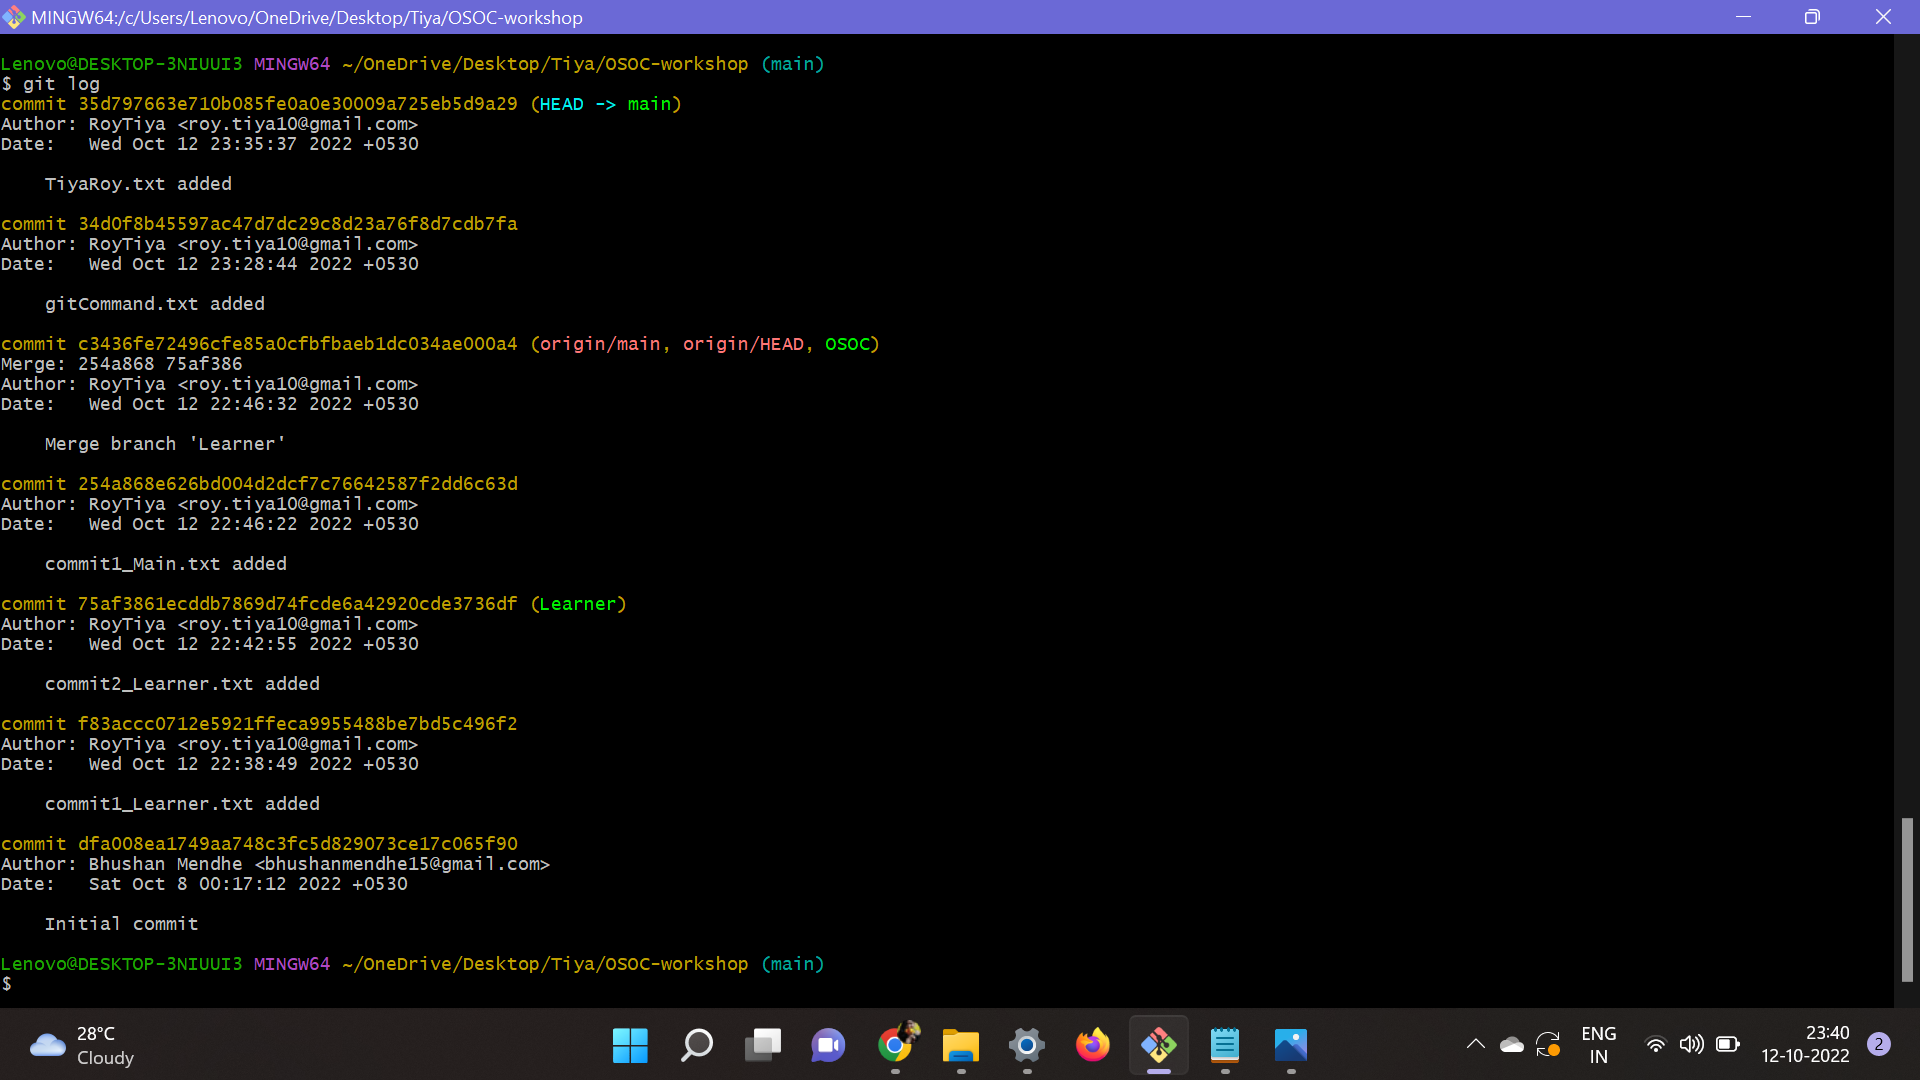 MINGW64:/c/Users/Lenovo/OneDrive/Desktop/Tiya/OSOC-workshop
Lenovo@DESKTOP-3NIUUI3 MINGW64 ~/OneDrive/Desktop/Tiya/OSOC-workshop (main)
$ git log
commit 35d797663e710b085fe0a0e30009a725eb5d9a29 (HEAD -> main)
Author: RoyTiya <roy.tiya10@gmail.com>
Date:   Wed Oct 12 23:35:37 2022 +0530
TiyaRoy.txt added
commit 34d0f8b45597ac47d7dc29c8d23a76f8d7cdb7fa
Author: RoyTiya <roy.tiya10@gmail.com>
Date:   Wed Oct 12 23:28:44 2022 +0530
gitCommand.txt added
commit c3436fe72496cfe85a0cfbfbaeb1dc034ae000a4 (origin/main, origin/HEAD, OSOC)
Merge: 254a868 75af386
Author: RoyTiya <roy.tiya10@gmail.com>
Date:   Wed Oct 12 22:46:32 2022 +0530
Merge branch 'Learner'
commit 254a868e626bd004d2dcf7c76642587f2dd6c63d
Author: RoyTiya <roy.tiya10@gmail.com>
Date:   Wed Oct 12 22:46:22 2022 +0530
commit1_Main.txt added
commit 75af3861ecddb7869d74fcde6a42920cde3736df (Learner)
Author: RoyTiya <roy.tiya10@gmail.com>
Date:   Wed Oct 12 22:42:55 2022 +0530
commit2_Learner.txt added
commit f83accc0712e5921ffeca9955488be7bd5c496f2
Author: RoyTiya <roy.tiya10@gmail.com>
Date:   Wed Oct 12 22:38:49 2022 +0530
commit1_Learner.txt added
commit dfa008ea1749aa748c3fc5d829073ce17c065f90
Author: Bhushan Mendhe <bhushanmendhe15@gmail.com>
Date:   Sat Oct 8 00:17:12 2022 +0530
Initial commit
Lenovo@DESKTOP-3NIUUI3 MINGW64 ~/OneDrive/Desktop/Tiya/OSOC-workshop (main)
$
28°C
Cloudy
ENG
IN
23:40
12-10-2022
2